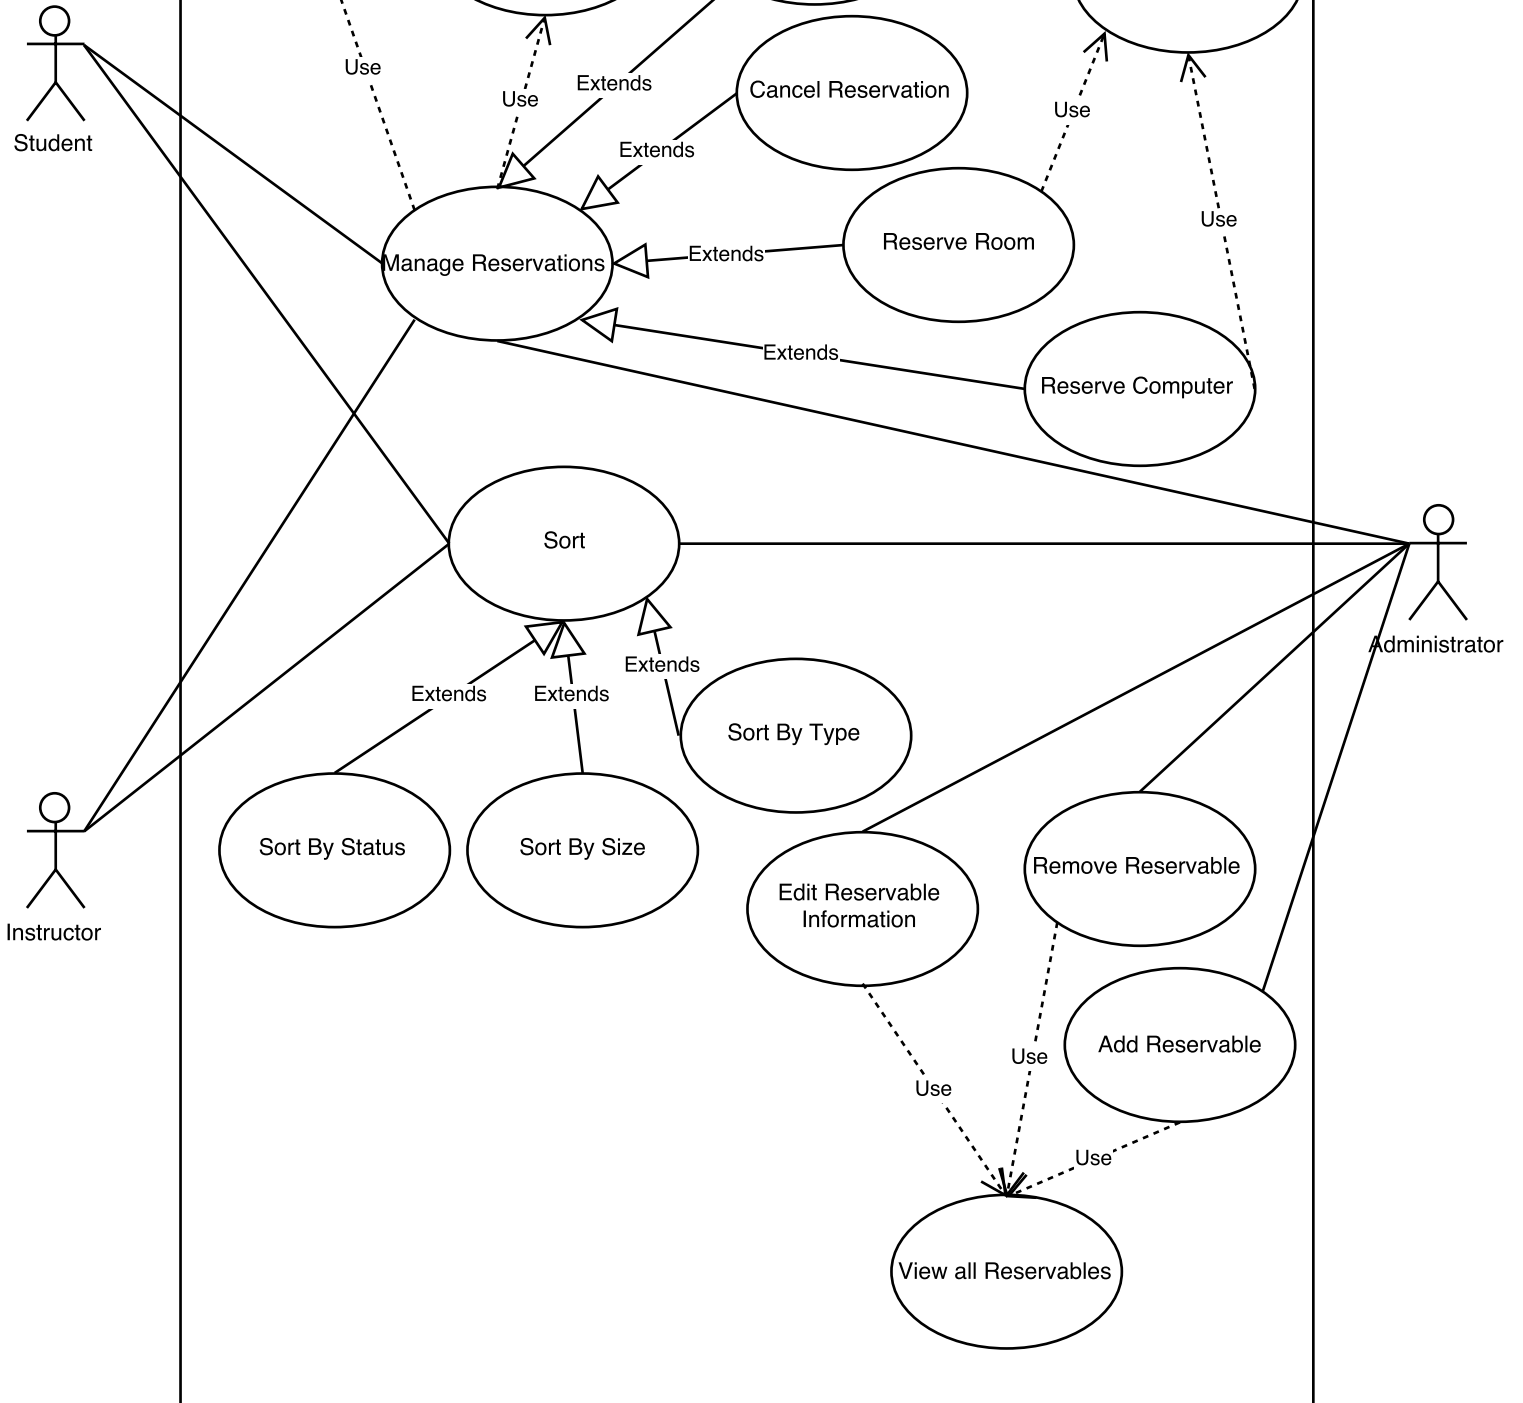 Use
Extends
Cancel Reservation
Use
Use
Student
Extends
Use
Reserve Room
Extends
Manage Reservations
Extends
Reserve Computer
Sort
Administrator
Extends
Extends
Extends
Sort By Type
Sort By Status
Sort By Size
Remove Reservable
Edit Reservable
Information
Instructor
Add Reservable
Use
Use
Use
View all Reservables